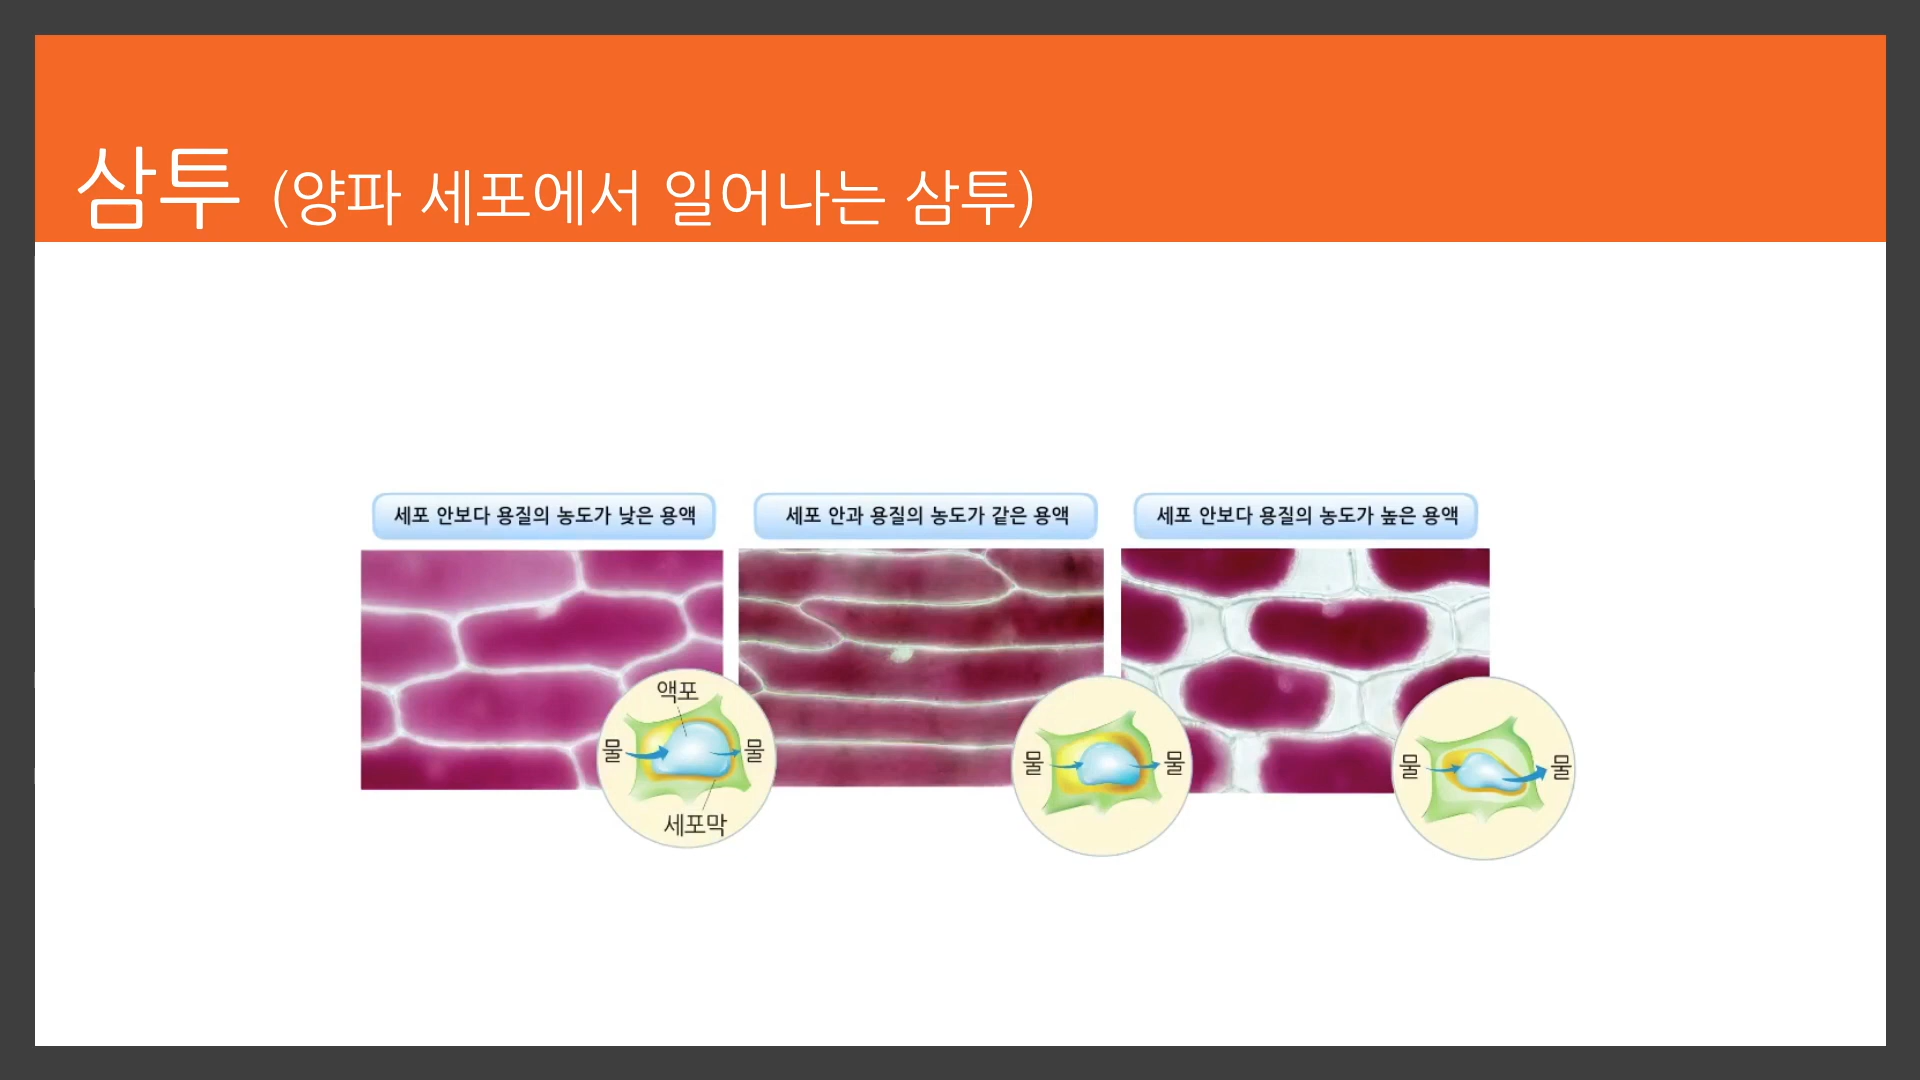 삼투 (양파 세포에서 일어나는 삼투)
세포 안보다 용질의 농도가 낮은 용액
세포 안과 용질의 농도가 같은 용액
세포 안보다 용질의 농도가 높은 용액
액포
물
물
세포막
물
물
물
물